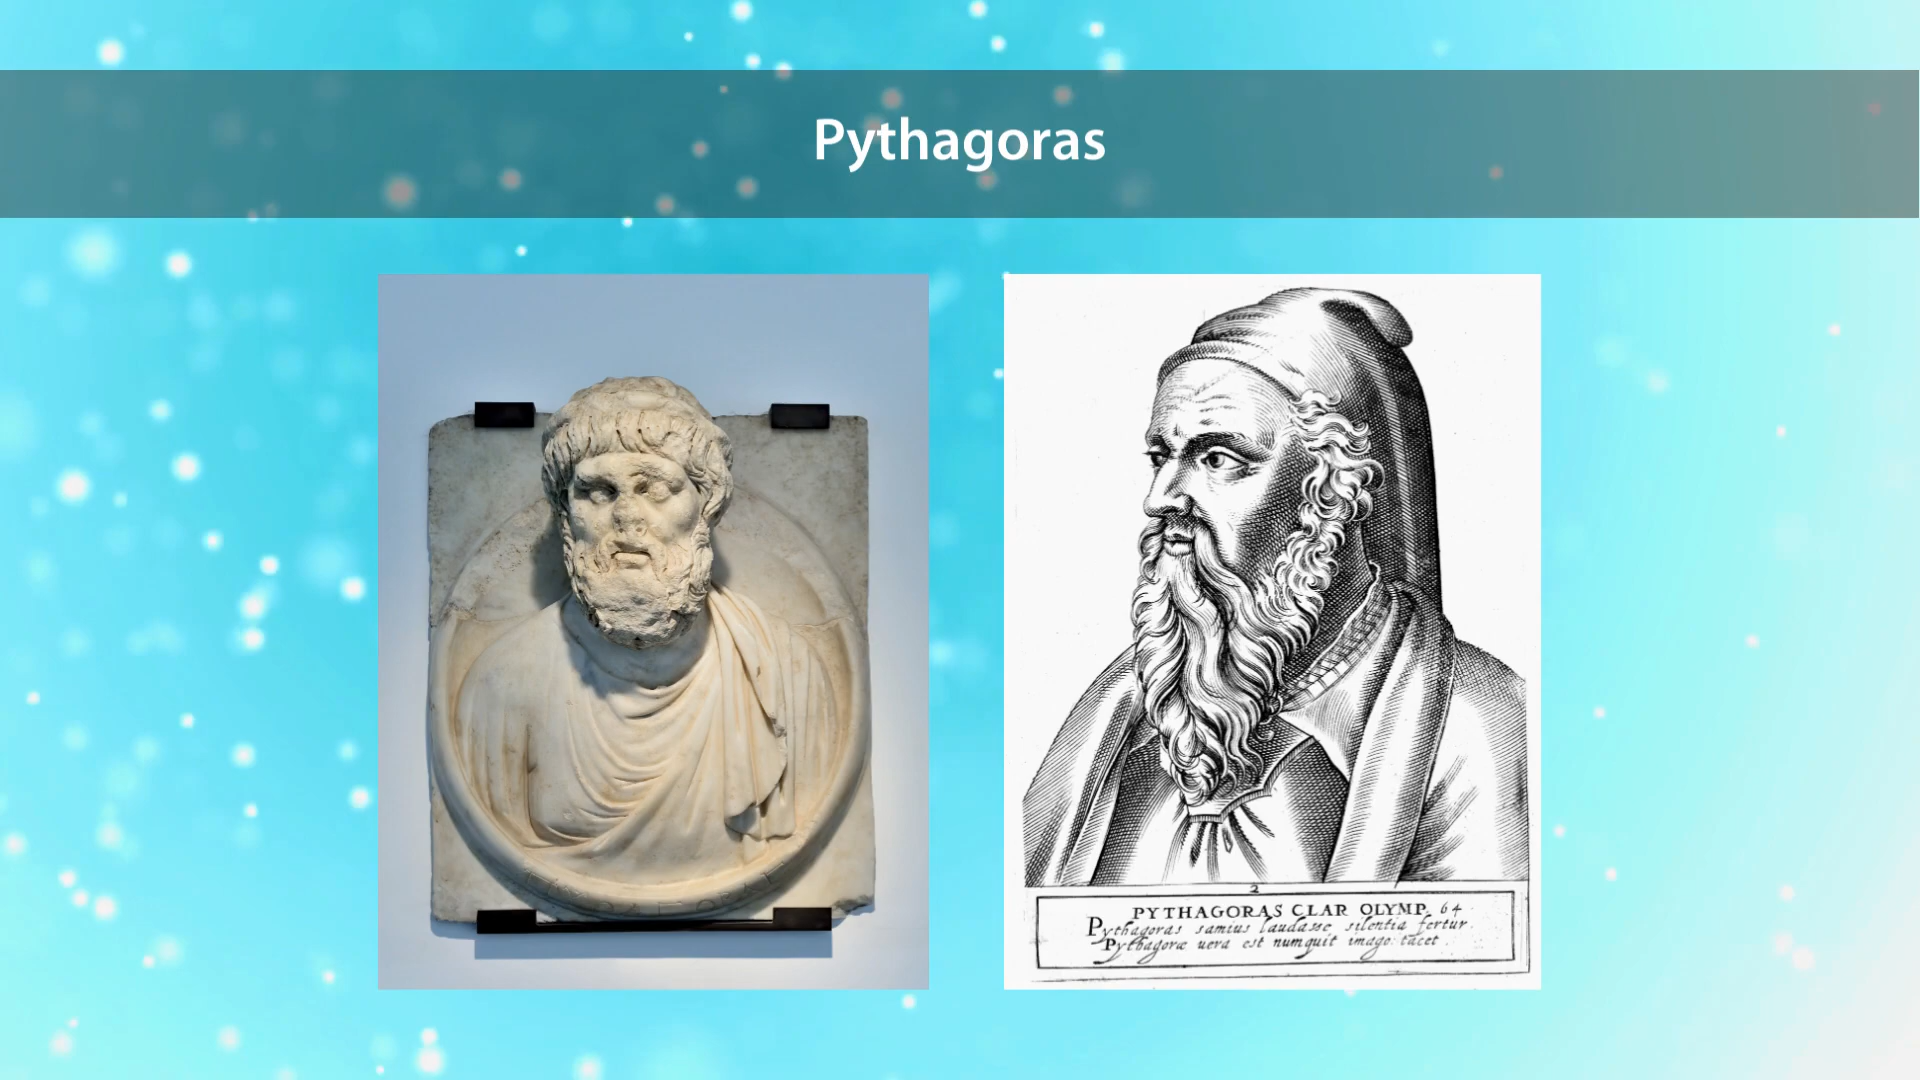 Pythagoras
2
PYTHAGORAS CLAR OLYMP. 64
Pythagoras samius laudasse silentia fertur.
Pythagoræ uera est numquit imago: tacet.